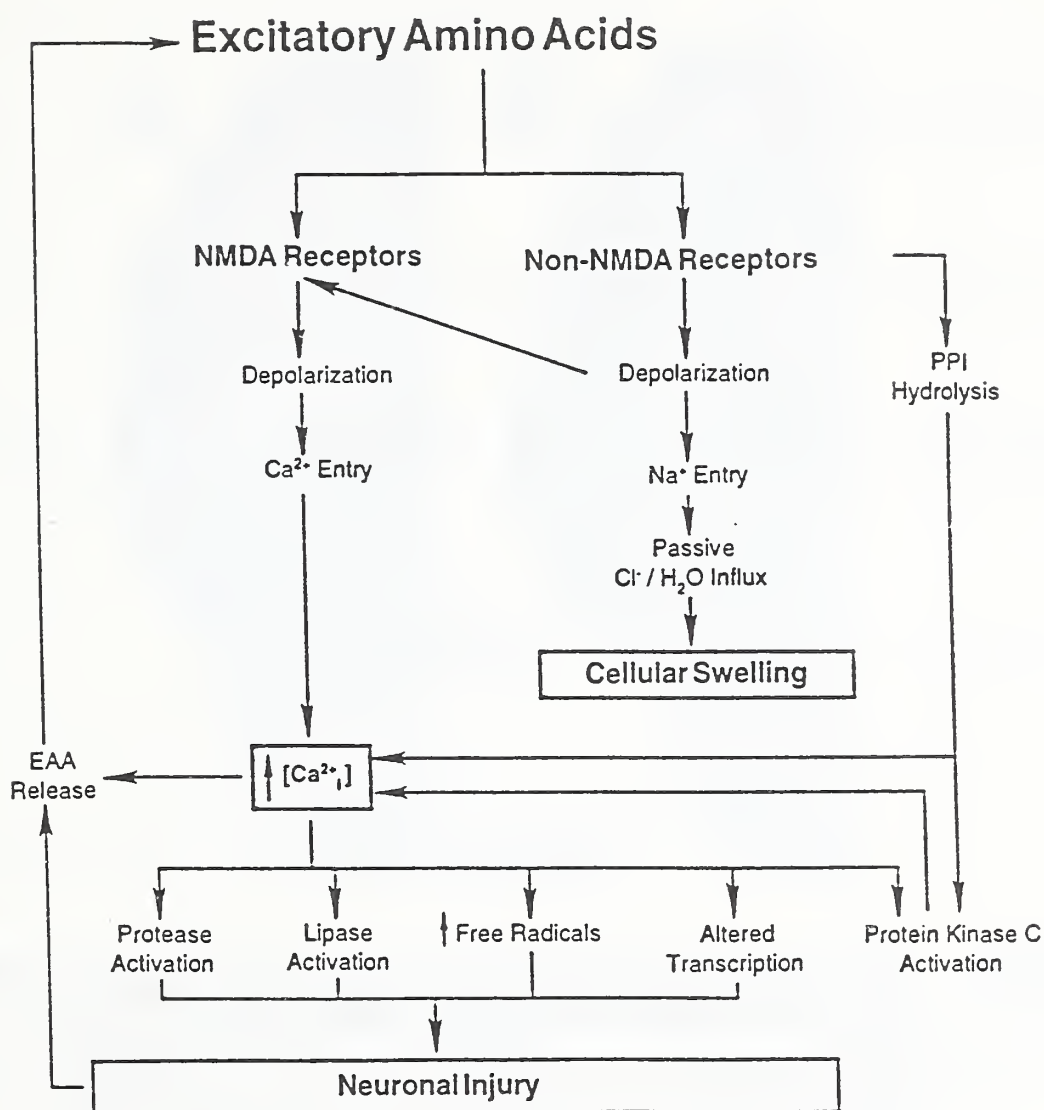 Excitatory Amino Acids
NMDA Receptors
Non-NMDA Receptors
Depolarization
Depolarization
PPI
Hydrolysis
Ca²⁺ Entry
Na⁺ Entry
Passive
Cl⁻ / H₂O Influx
Cellular Swelling
EAA
Release
↑ [Ca²⁺ᵢ]
Protease
Activation
Lipase
Activation
↑ Free Radicals
Altered
Transcription
Protein Kinase C
Activation
Neuronal Injury